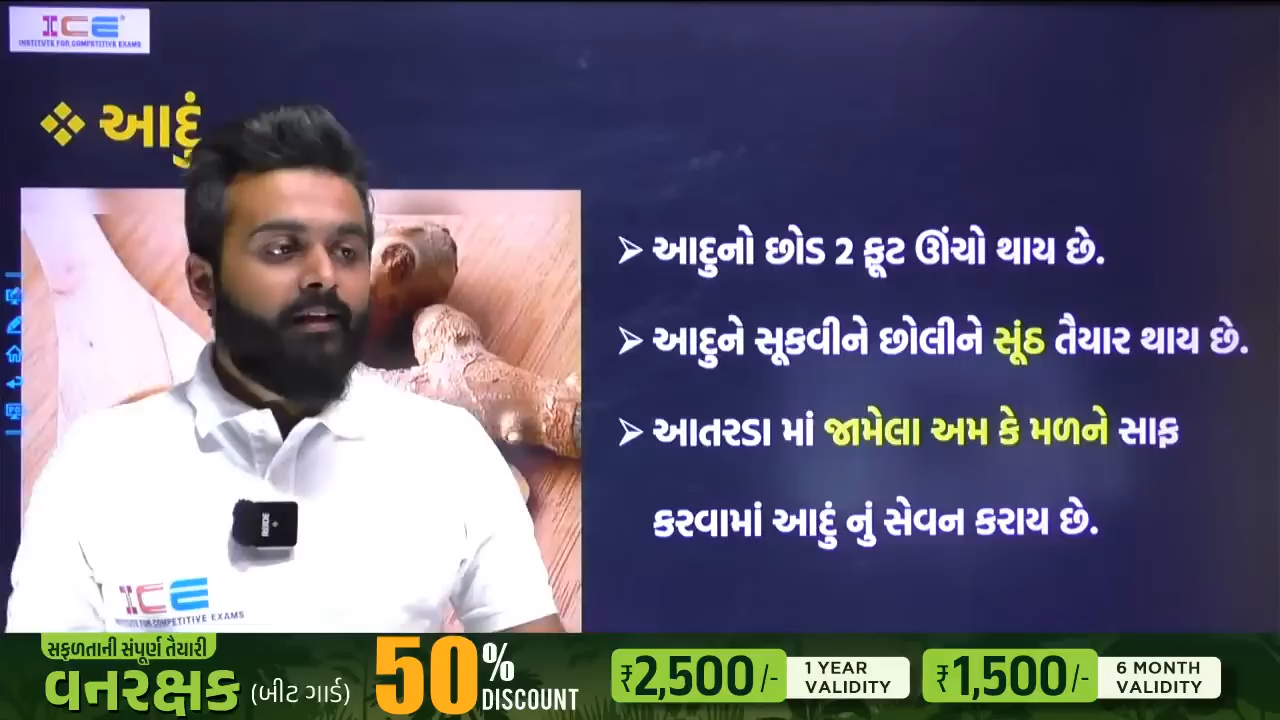 ICE
INSTITUTE FOR COMPETITIVE EXAMS
❖ આદું
➢ આદુનો છોડ 2 ફૂટ ઊંચો થાય છે.
➢ આદુને સૂકવીને છોલીને સૂંઠ તૈયાર થાય છે.
➢ આતરડા માં જામેલા અમ કે મળને સાફ
કરવામાં આદું નું સેવન કરાય છે.
RODE
ICE
INSTITUTE FOR COMPETITIVE EXAMS
સફળતાની સંપૂર્ણ તૈયારી
વનરક્ષક (બીટ ગાર્ડ)
50% DISCOUNT
₹2,500/- 1 YEAR VALIDITY
₹1,500/- 6 MONTH VALIDITY